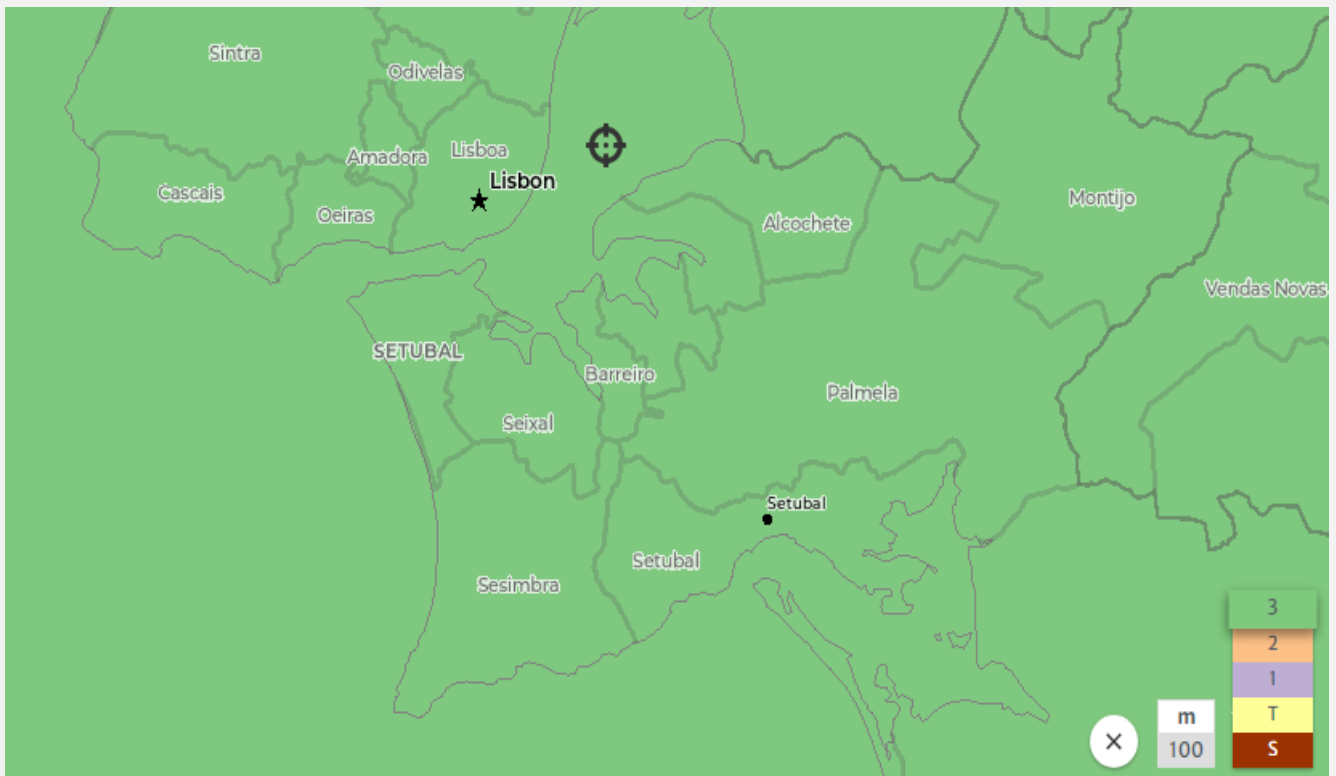 Sintra
Odivelas
Amadora
Lisboa
Lisbon
Cascais
Oeiras
Alcochete
Montijo
Vendas Novas
SETUBAL
Barreiro
Palmela
Seixal
Setubal
Setubal
Sesimbra
3
2
1
T
S
m
100